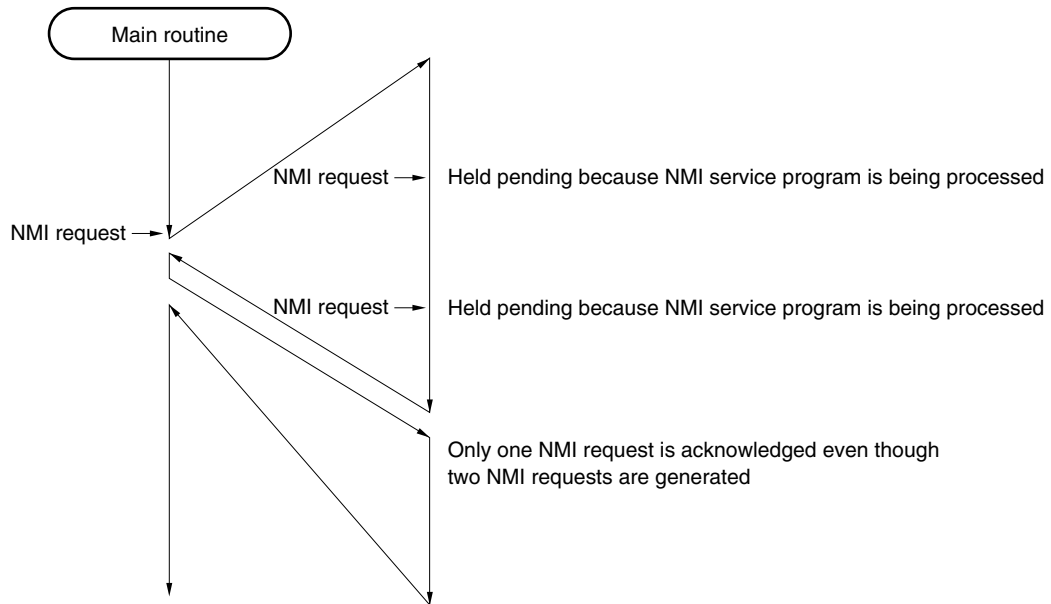 Main routine
NMI request
Held pending because NMI service program is being processed
NMI request
NMI request
Held pending because NMI service program is being processed
Only one NMI request is acknowledged even though
two NMI requests are generated